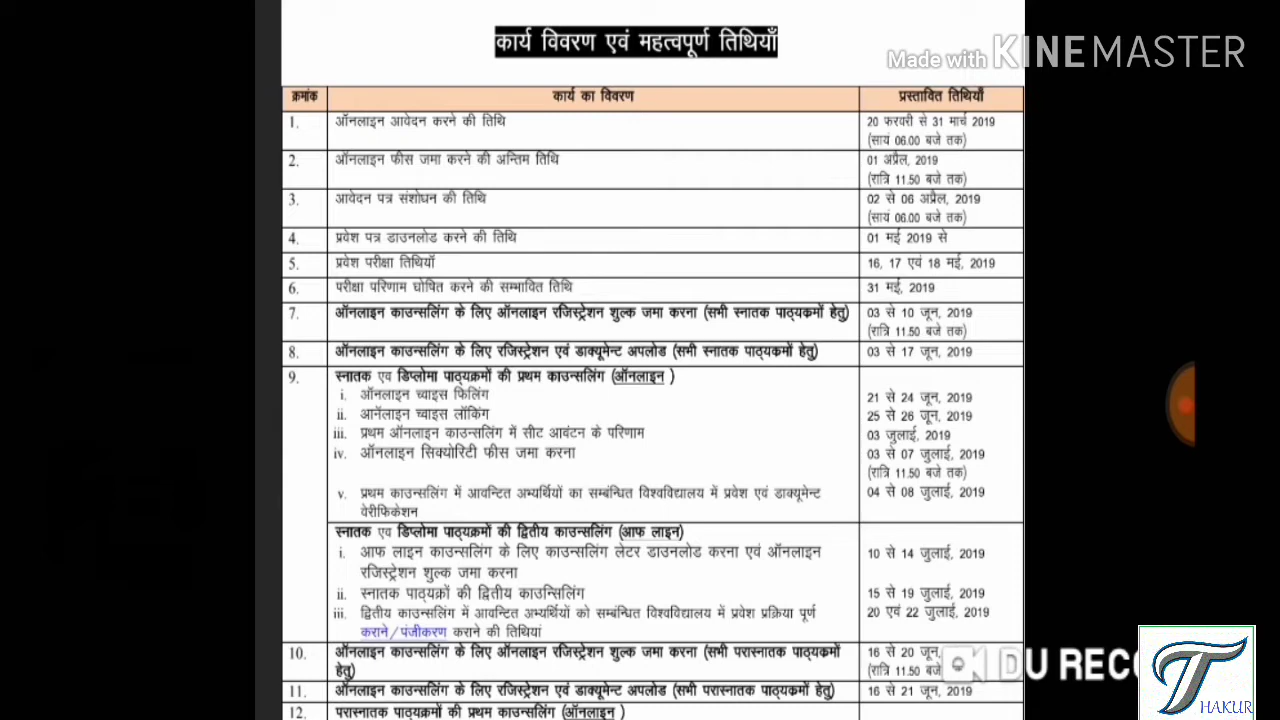 कार्य विवरण एवं महत्वपूर्ण तिथियाँ
Made with KINEMASTER
क्रमांक कार्य का विवरण प्रस्तावित तिथियाँ
1. ऑनलाइन आवेदन करने की तिथि 20 फरवरी से 31 मार्च 2019
(सायं 06.00 बजे तक)
2. ऑनलाइन फीस जमा करने की अन्तिम तिथि 01 अप्रैल, 2019
(रात्रि 11.50 बजे तक)
3. आवेदन पत्र संशोधन की तिथि 02 से 06 अप्रैल, 2019
(सायं 06.00 बजे तक)
4. प्रवेश पत्र डाउनलोड करने की तिथि 01 मई 2019 से
5. प्रवेश परीक्षा तिथियॉ 16, 17 एवं 18 मई, 2019
6. परीक्षा परिणाम घोषित करने की सम्भावित तिथि 31 मई, 2019
7. ऑनलाइन काउन्सलिंग के लिए ऑनलाइन रजिस्ट्रेशन शुल्क जमा करना (सभी स्नातक पाठ्यक्रमों हेतु) 03 से 10 जून, 2019
(रात्रि 11.50 बजे तक)
8. ऑनलाइन काउन्सलिंग के लिए रजिस्ट्रेशन एवं डाक्यूमेन्ट अपलोड (सभी स्नातक पाठ्यक्रमों हेतु) 03 से 17 जून, 2019
9. स्नातक एव डिप्लोमा पाठ्यक्रमों की प्रथम काउन्सलिंग (ऑनलाइन )
i. ऑनलाइन च्वाइस फिलिंग 21 से 24 जून, 2019
ii. आनॅलाइन च्वाइस लॉकिंग 25 से 26 जून, 2019
iii. प्रथम ऑनलाइन काउन्सलिंग में सीट आवंटन के परिणाम 03 जुलाई, 2019
iv. ऑनलाइन सिक्योरिटी फीस जमा करना 03 से 07 जुलाई, 2019
(रात्रि 11.50 बजे तक)
v. प्रथम काउन्सलिंग में आवन्टित अभ्यर्थियों का सम्बन्धित विश्वविद्यालय में प्रवेश एवं डाक्यूमेन्ट 04 से 08 जुलाई, 2019
वेरीफिकेशन
स्नातक एव डिप्लोमा पाठ्यक्रमों की द्वितीय काउन्सलिंग (आफ लाइन)
i. आफ लाइन काउन्सलिंग के लिए काउन्सलिंग लेटर डाउनलोड करना एवं ऑनलाइन 10 से 14 जुलाई, 2019
रजिस्ट्रेशन शुल्क जमा करना
ii. स्नातक पाठ्यक्रों की द्वितीय काउन्सिलिंग 15 से 19 जुलाई, 2019
iii. द्वितीय काउन्सलिंग में आवन्टित अभ्यर्थियों को सम्बन्धित विश्वविद्यालय में प्रवेश प्रक्रिया पूर्ण 20 एवं 22 जुलाई, 2019
कराने/पंजीकरण कराने की तिथियां
10. ऑनलाइन काउन्सलिंग के लिए ऑनलाइन रजिस्ट्रेशन शुल्क जमा करना (सभी परास्नातक पाठ्यक्रमों 16 से 20 जून,
हेतु) (रात्रि 11.50 बजे
DU RECO
11. ऑनलाइन काउन्सलिंग के लिए रजिस्ट्रेशन एवं डाक्यूमेन्ट अपलोड (सभी परास्नातक पाठ्यक्रमों हेतु) 16 से 21 जून, 2019
12. परास्नातक पाठ्यक्रमों की प्रथम काउन्सलिंग (ऑनलाइन )
THAKUR